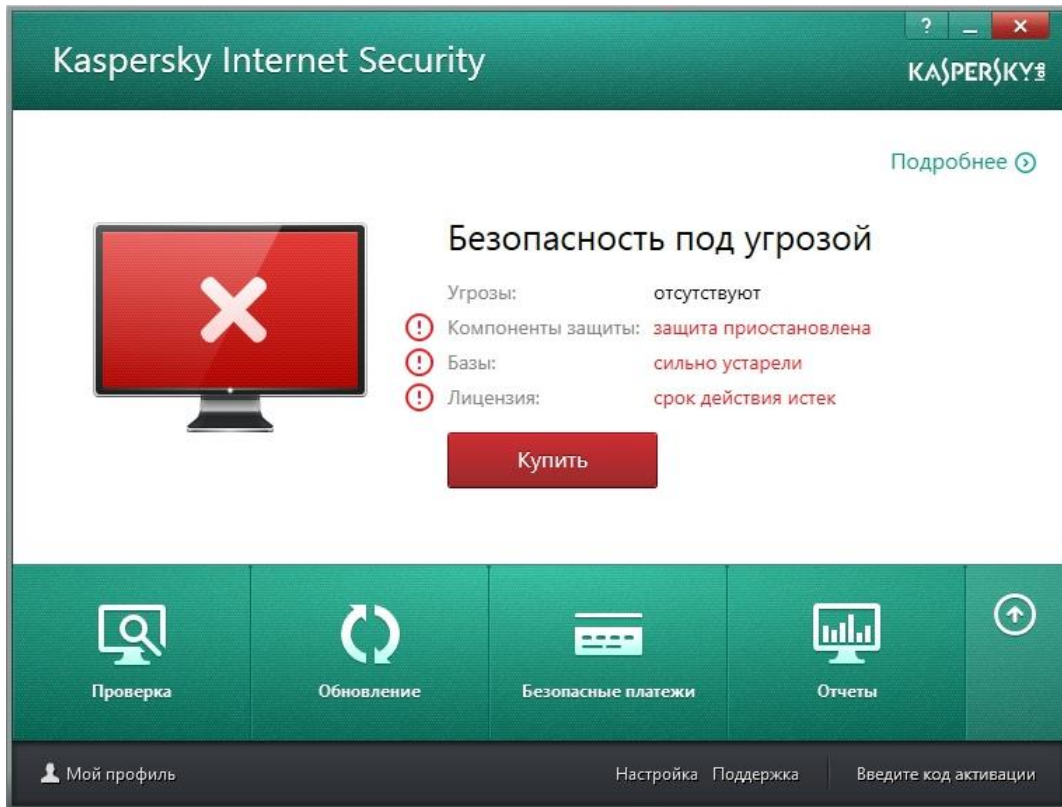 ?
Kaspersky Internet Security
KASPERSKY lab
Подробнее
Безопасность под угрозой
Угрозы: отсутствуют
Компоненты защиты: защита приостановлена
Базы: сильно устарели
Лицензия: срок действия истек
Купить
Проверка Обновление Безопасные платежи Отчеты
Мой профиль Настройка Поддержка Введите код активации